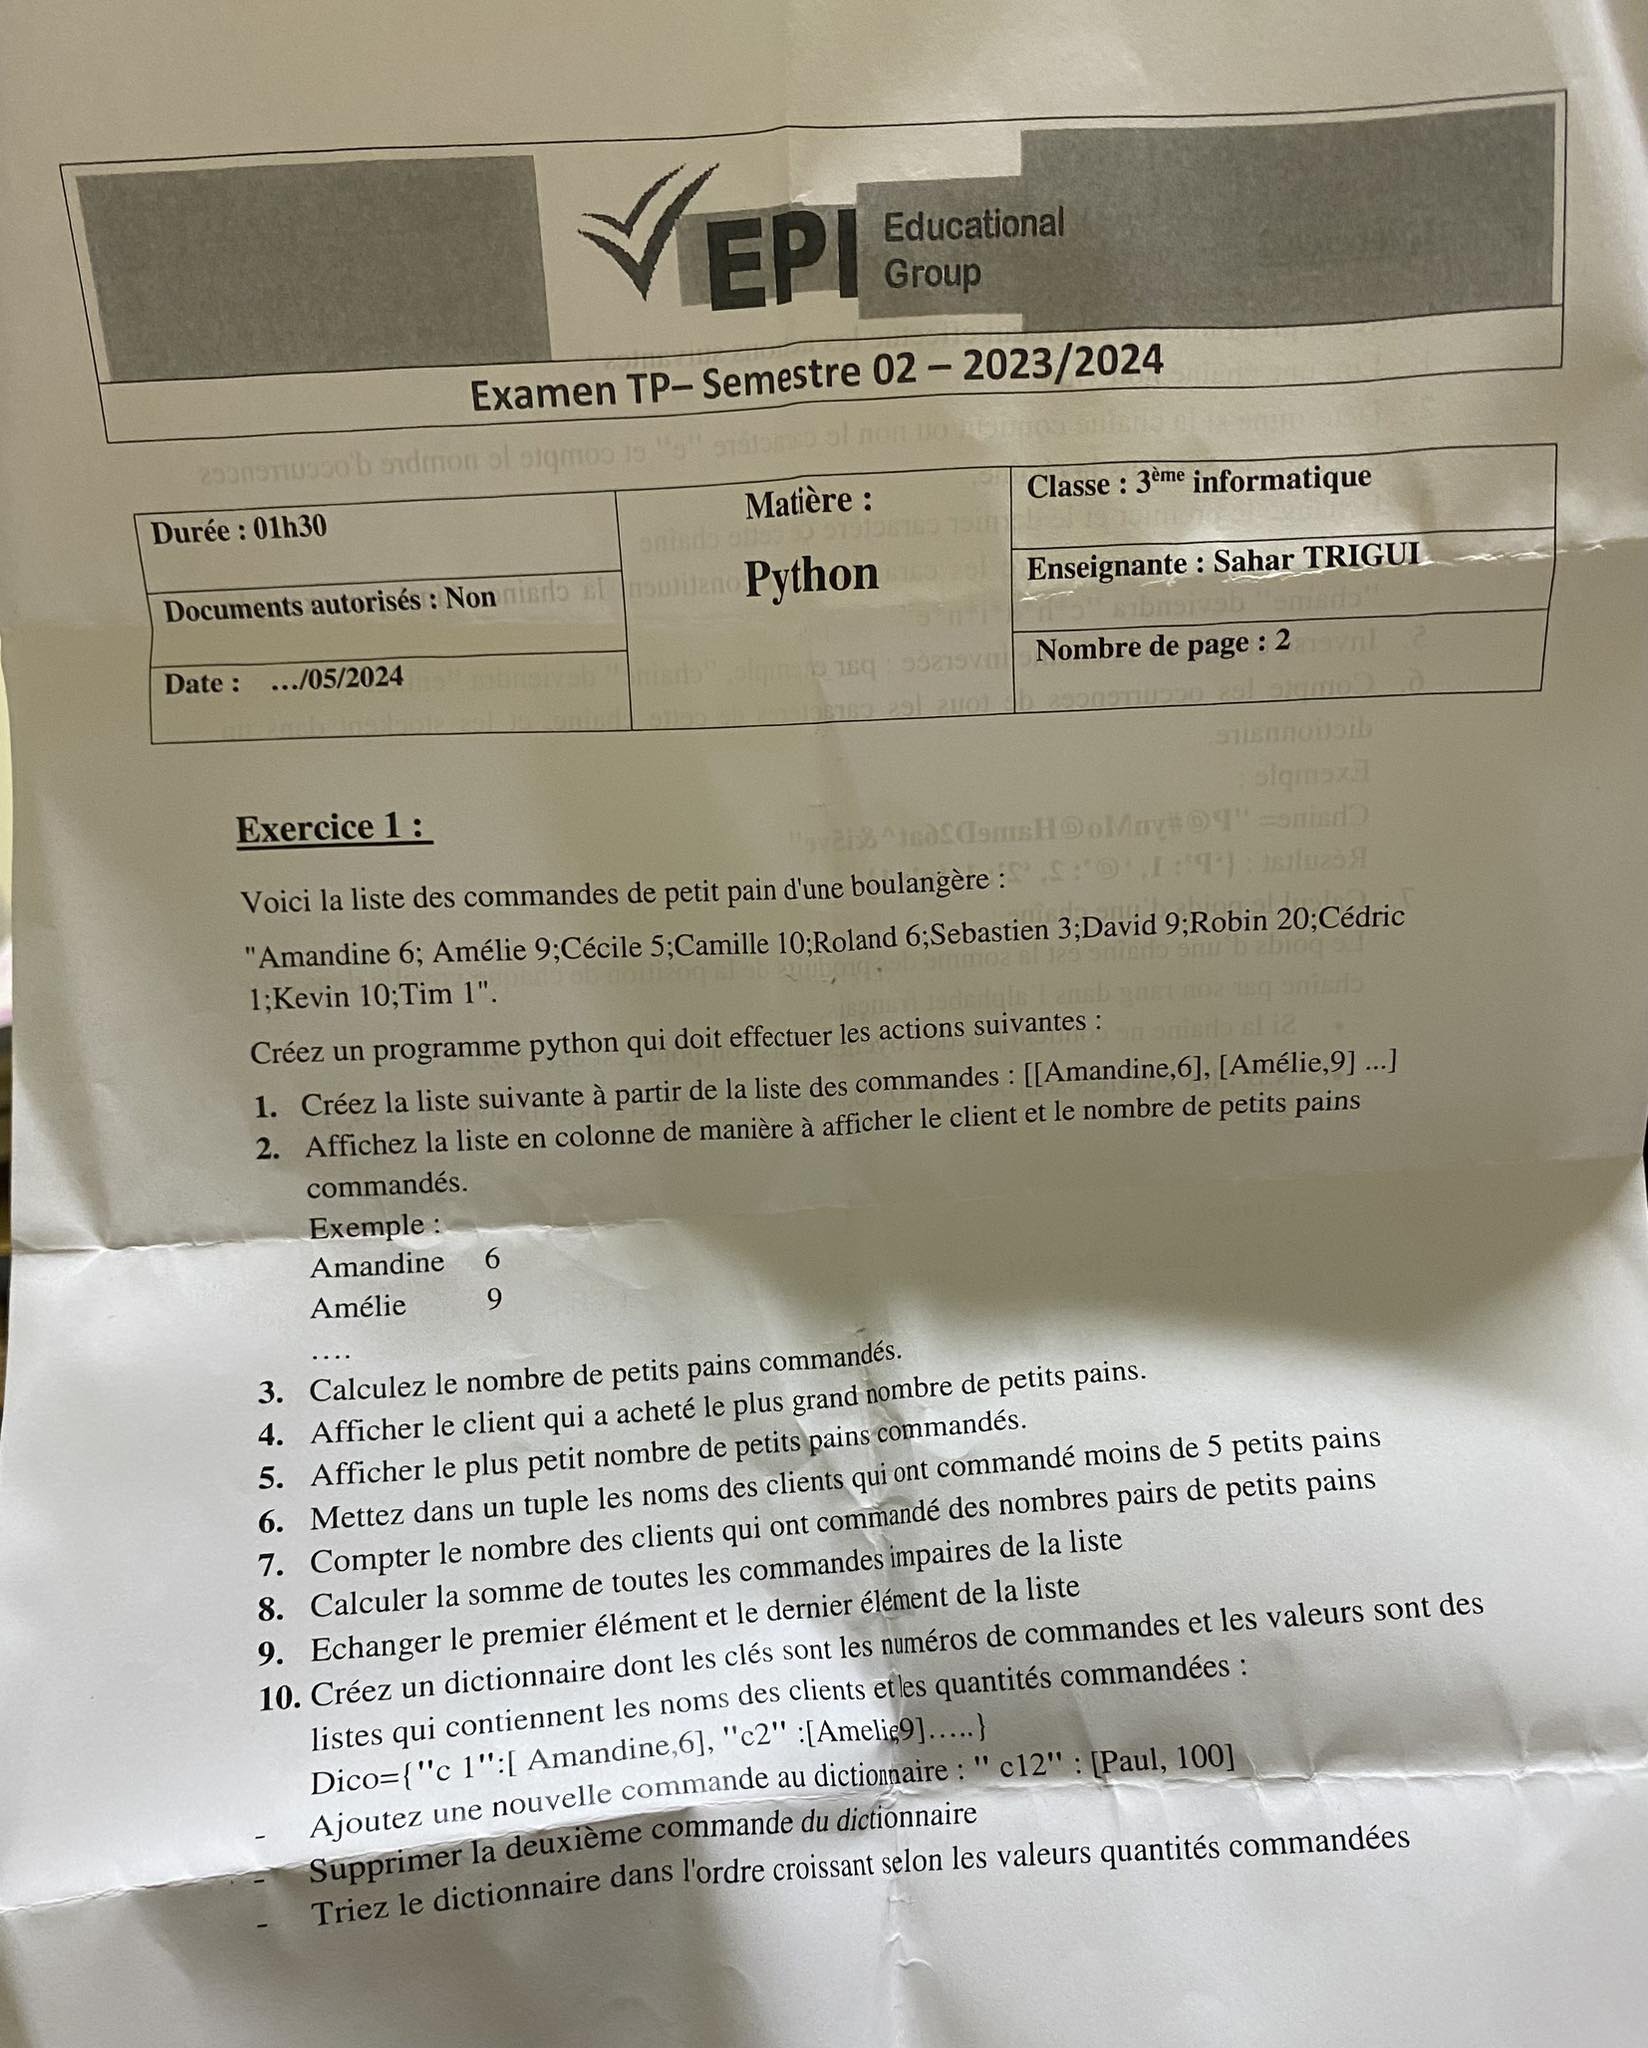 EPI Educational
Group
Examen TP– Semestre 02 – 2023/2024
Durée : 01h30
Documents autorisés : Non
Date : …/05/2024
Matière :
Python
Classe : 3ème informatique
Enseignante : Sahar TRIGUI
Nombre de page : 2
Exercice 1 :
Voici la liste des commandes de petit pain d'une boulangère :
"Amandine 6; Amélie 9;Cécile 5;Camille 10;Roland 6;Sebastien 3;David 9;Robin 20;Cédric
1;Kevin 10;Tim 1".
Créez un programme python qui doit effectuer les actions suivantes :
1. Créez la liste suivante à partir de la liste des commandes : [[Amandine,6], [Amélie,9] ...]
2. Affichez la liste en colonne de manière à afficher le client et le nombre de petits pains
commandés.
Exemple :
Amandine 6
Amélie 9
….
3. Calculez le nombre de petits pains commandés.
4. Afficher le client qui a acheté le plus grand nombre de petits pains.
5. Afficher le plus petit nombre de petits pains commandés.
6. Mettez dans un tuple les noms des clients qui ont commandé moins de 5 petits pains
7. Compter le nombre des clients qui ont commandé des nombres pairs de petits pains
8. Calculer la somme de toutes les commandes impaires de la liste
9. Echanger le premier élément et le dernier élément de la liste
10. Créez un dictionnaire dont les clés sont les numéros de commandes et les valeurs sont des
listes qui contiennent les noms des clients et les quantités commandées :
Dico={"c 1":[ Amandine,6], "c2" :[Amelie,9]…..}
- Ajoutez une nouvelle commande au dictionnaire : " c12" : [Paul, 100]
- Supprimer la deuxième commande du dictionnaire
- Triez le dictionnaire dans l'ordre croissant selon les valeurs quantités commandées